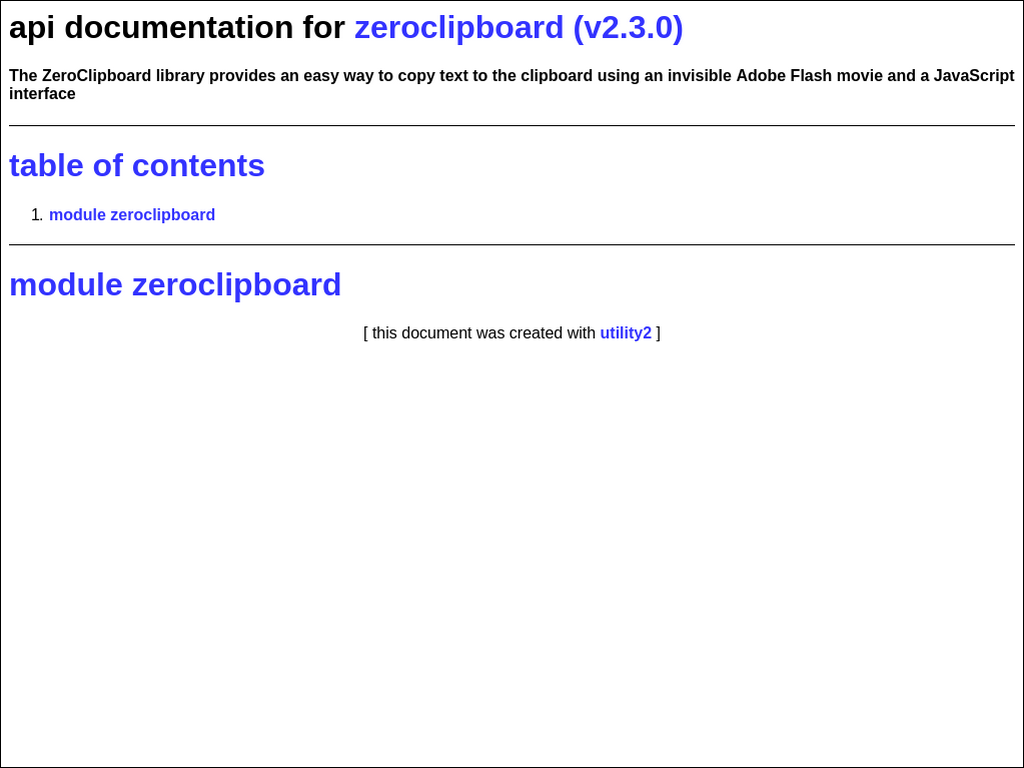 api documentation for zeroclipboard (v2.3.0)
The ZeroClipboard library provides an easy way to copy text to the clipboard using an invisible Adobe Flash movie and a JavaScript
interface
table of contents
1. module zeroclipboard
module zeroclipboard
[ this document was created with utility2 ]